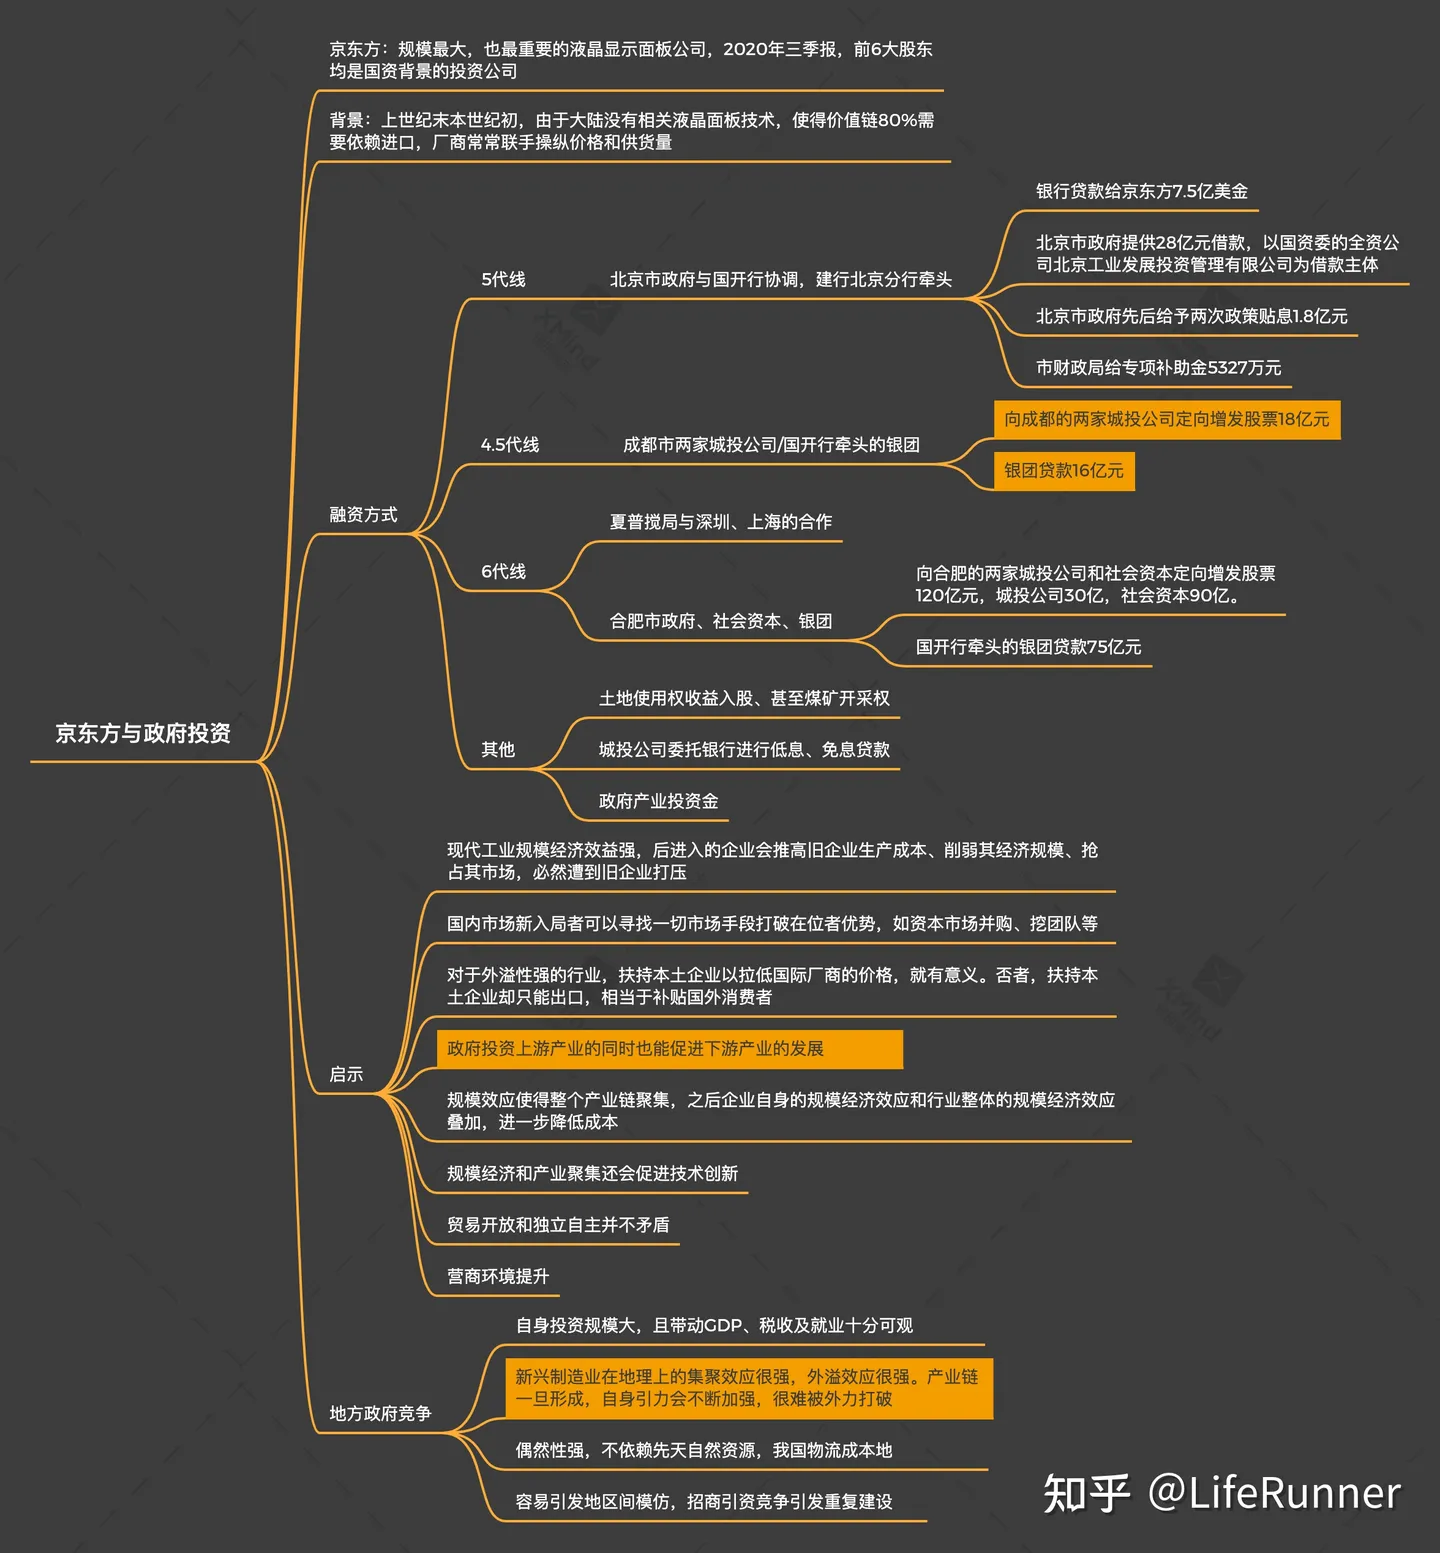 京东方：规模最大，也最重要的液晶显示面板公司，2020年三季报，前6大股东
均是国资背景的投资公司
背景：上世纪末本世纪初，由于大陆没有相关液晶面板技术，使得价值链80%需
要依赖进口，厂商常常联手操纵价格和供货量
银行贷款给京东方7.5亿美金
北京市政府提供28亿元借款，以国资委的全资公
司北京工业发展投资管理有限公司为借款主体
5代线
北京市政府与国开行协调，建行北京分行牵头
北京市政府先后给予两次政策贴息1.8亿元
市财政局给专项补助金5327万元
向成都的两家城投公司定向增发股票18亿元
4.5代线
成都市两家城投公司/国开行牵头的银团
银团贷款16亿元
融资方式
夏普搅局与深圳、上海的合作
6代线
向合肥的两家城投公司和社会资本定向增发股票
120亿元，城投公司30亿，社会资本90亿。
合肥市政府、社会资本、银团
国开行牵头的银团贷款75亿元
土地使用权收益入股、甚至煤矿开采权
京东方与政府投资
其他
城投公司委托银行进行低息、免息贷款
政府产业投资金
现代工业规模经济效益强，后进入的企业会推高旧企业生产成本、削弱其经济规模、抢
占其市场，必然遭到旧企业打压
国内市场新入局者可以寻找一切市场手段打破在位者优势，如资本市场并购、挖团队等
对于外溢性强的行业，扶持本土企业以拉低国际厂商的价格，就有意义。否者，扶持本
土企业却只能出口，相当于补贴国外消费者
政府投资上游产业的同时也能促进下游产业的发展
启示
规模效应使得整个产业链聚集，之后企业自身的规模经济效应和行业整体的规模经济效应
叠加，进一步降低成本
规模经济和产业聚集还会促进技术创新
贸易开放和独立自主并不矛盾
营商环境提升
自身投资规模大，且带动GDP、税收及就业十分可观
新兴制造业在地理上的集聚效应很强，外溢效应很强。产业链
一旦形成，自身引力会不断加强，很难被外力打破
地方政府竞争
偶然性强，不依赖先天自然资源，我国物流成本地
容易引发地区间模仿，招商引资竞争引发重复建设
知乎 @LifeRunner
XMind
XMind